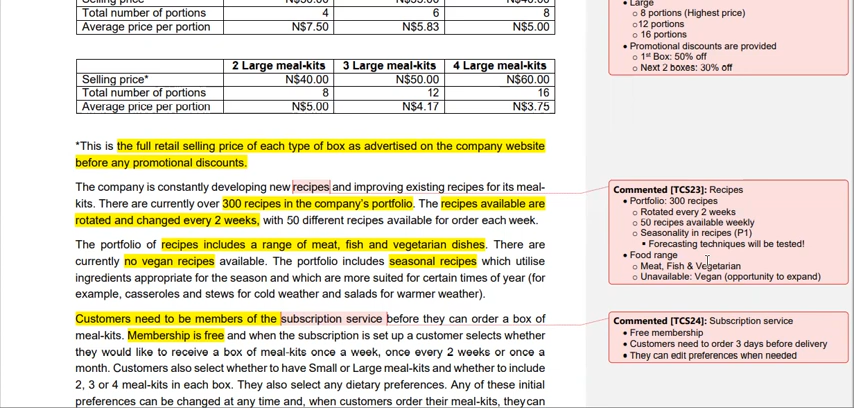 Total number of portions 4 6 8
Average price per portion N$7.50 N$5.83 N$5.00
2 Large meal-kits 3 Large meal-kits 4 Large meal-kits
Selling price* N$40.00 N$50.00 N$60.00
Total number of portions 8 12 16
Average price per portion N$5.00 N$4.17 N$3.75
*This is the full retail selling price of each type of box as advertised on the company website
before any promotional discounts.
The company is constantly developing new recipes and improving existing recipes for its meal-
kits. There are currently over 300 recipes in the company's portfolio. The recipes available are
rotated and changed every 2 weeks, with 50 different recipes available for order each week.
The portfolio of recipes includes a range of meat, fish and vegetarian dishes. There are
currently no vegan recipes available. The portfolio includes seasonal recipes which utilise
ingredients appropriate for the season and which are more suited for certain times of year (for
example, casseroles and stews for cold weather and salads for warmer weather).
Customers need to be members of the subscription service before they can order a box of
meal-kits. Membership is free and when the subscription is set up a customer selects whether
they would like to receive a box of meal-kits once a week, once every 2 weeks or once a
month. Customers also select whether to have Small or Large meal-kits and whether to include
2, 3 or 4 meal-kits in each box. They also select any dietary preferences. Any of these initial
preferences can be changed at any time and, when customers order their meal-kits, they can
• Large
o 8 portions (Highest price)
o 12 portions
o 16 portions
• Promotional discounts are provided
o 1st Box: 50% off
o Next 2 boxes: 30% off
Commented [TCS23]: Recipes
• Portfolio: 300 recipes
o Rotated every 2 weeks
o 50 recipes available weekly
o Seasonality in recipes (P1)
▪ Forecasting techniques will be tested!
• Food range
o Meat, Fish & Vegetarian
o Unavailable: Vegan (opportunity to expand)
Commented [TCS24]: Subscription service
• Free membership
• Customers need to order 3 days before delivery
• They can edit preferences when needed